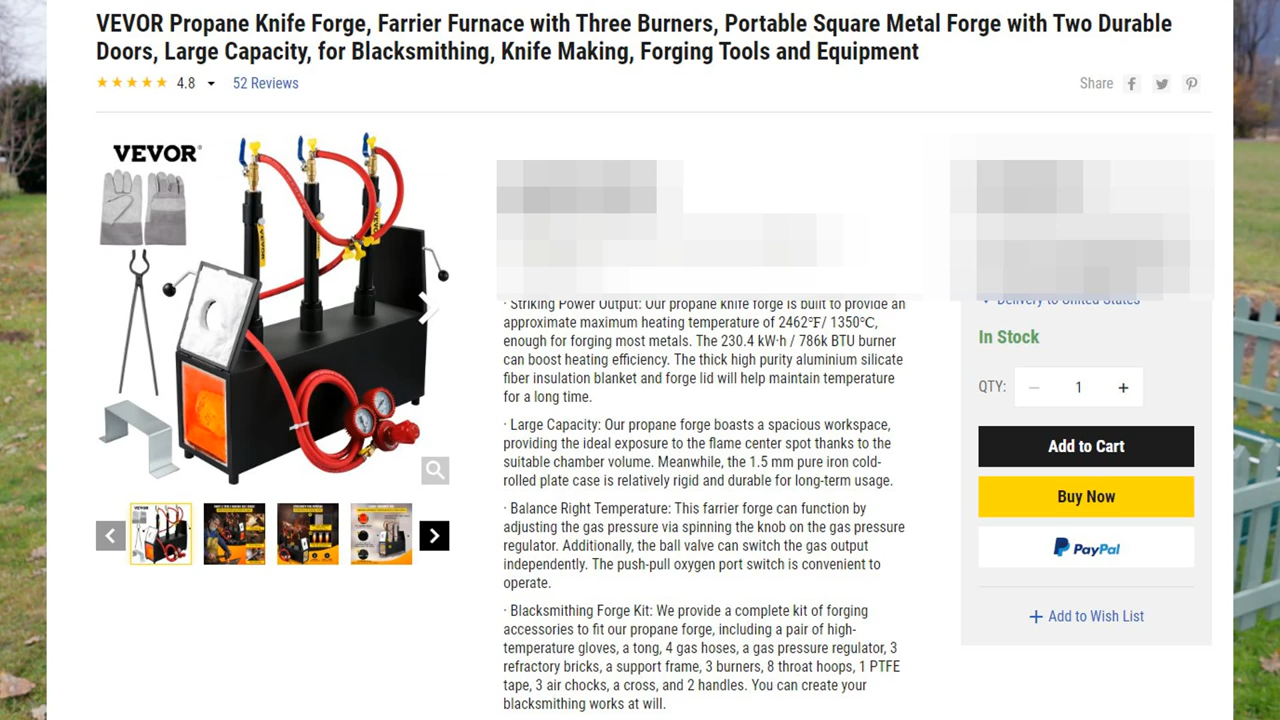 VEVOR Propane Knife Forge, Farrier Furnace with Three Burners, Portable Square Metal Forge with Two Durable
Doors, Large Capacity, for Blacksmithing, Knife Making, Forging Tools and Equipment
4.8
52 Reviews
Share
VEVOR
VEVOR
VEVOR
VEVOR
· Striking Power Output: Our propane knife forge is built to provide an
approximate maximum heating temperature of 2462℉/ 1350℃,
enough for forging most metals. The 230.4 kW·h / 786k BTU burner
can boost heating efficiency. The thick high purity aluminium silicate
fiber insulation blanket and forge lid will help maintain temperature
for a long time.
· Large Capacity: Our propane forge boasts a spacious workspace,
providing the ideal exposure to the flame center spot thanks to the
suitable chamber volume. Meanwhile, the 1.5 mm pure iron cold-
rolled plate case is relatively rigid and durable for long-term usage.
· Balance Right Temperature: This farrier forge can function by
adjusting the gas pressure via spinning the knob on the gas pressure
regulator. Additionally, the ball valve can switch the gas output
independently. The push-pull oxygen port switch is convenient to
operate.
· Blacksmithing Forge Kit: We provide a complete kit of forging
accessories to fit our propane forge, including a pair of high-
temperature gloves, a tong, 4 gas hoses, a gas pressure regulator, 3
refractory bricks, a support frame, 3 burners, 8 throat hoops, 1 PTFE
tape, 3 air chocks, a cross, and 2 handles. You can create your
blacksmithing works at will.
Delivery to United States
In Stock
QTY: − 1 +
Add to Cart
Buy Now
PayPal
+ Add to Wish List